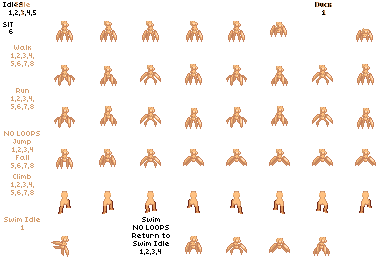 Idle
1,2,3,4,5
Duck
1
SIT
6
Walk
1,2,3,4,
5,6,7,8
Run
1,2,3,4,
5,6,7,8
NO LOOPS
Jump
1,2,3,4
Fall
5,6,7,8
Climb
1,2,3,4,
5,6,7,8
Swim Idle
1
Swim
NO LOOPS
Return to
Swim Idle
1,2,3,4